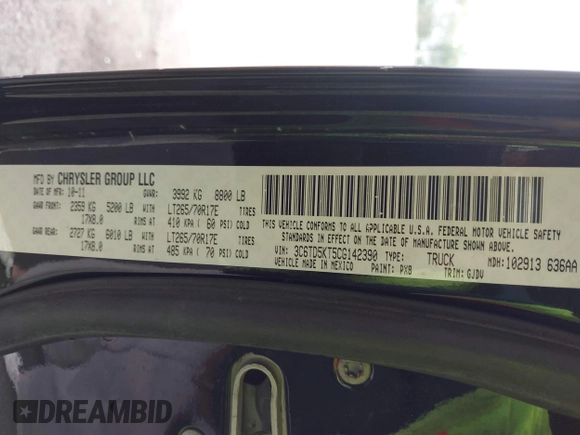 MFD BY CHRYSLER GROUP LLC
DATE OF MFR: 10-11 GVWR: 3992 KG 8800 LB
GAWR FRONT: 2359 KG 5200 LB WITH LT265/70R17E TIRES
17X8.0 RIMS AT 410 KPA ( 60 PSI) COLD
GAWR REAR: 2727 KG 6010 LB WITH LT265/70R17E TIRES
17X8.0 RIMS AT 485 KPA ( 70 PSI) COLD
THIS VEHICLE CONFORMS TO ALL APPLICABLE U.S.A. FEDERAL MOTOR VEHICLE SAFETY
STANDARDS IN EFFECT ON THE DATE OF MANUFACTURE SHOWN ABOVE.
VIN: 3C6TD5KT5CG142390 TYPE: TRUCK MDH: 102913 636AA
VEHICLE MADE IN MEXICO PAINT: PXB TRIM: GJDV
DREAMBID